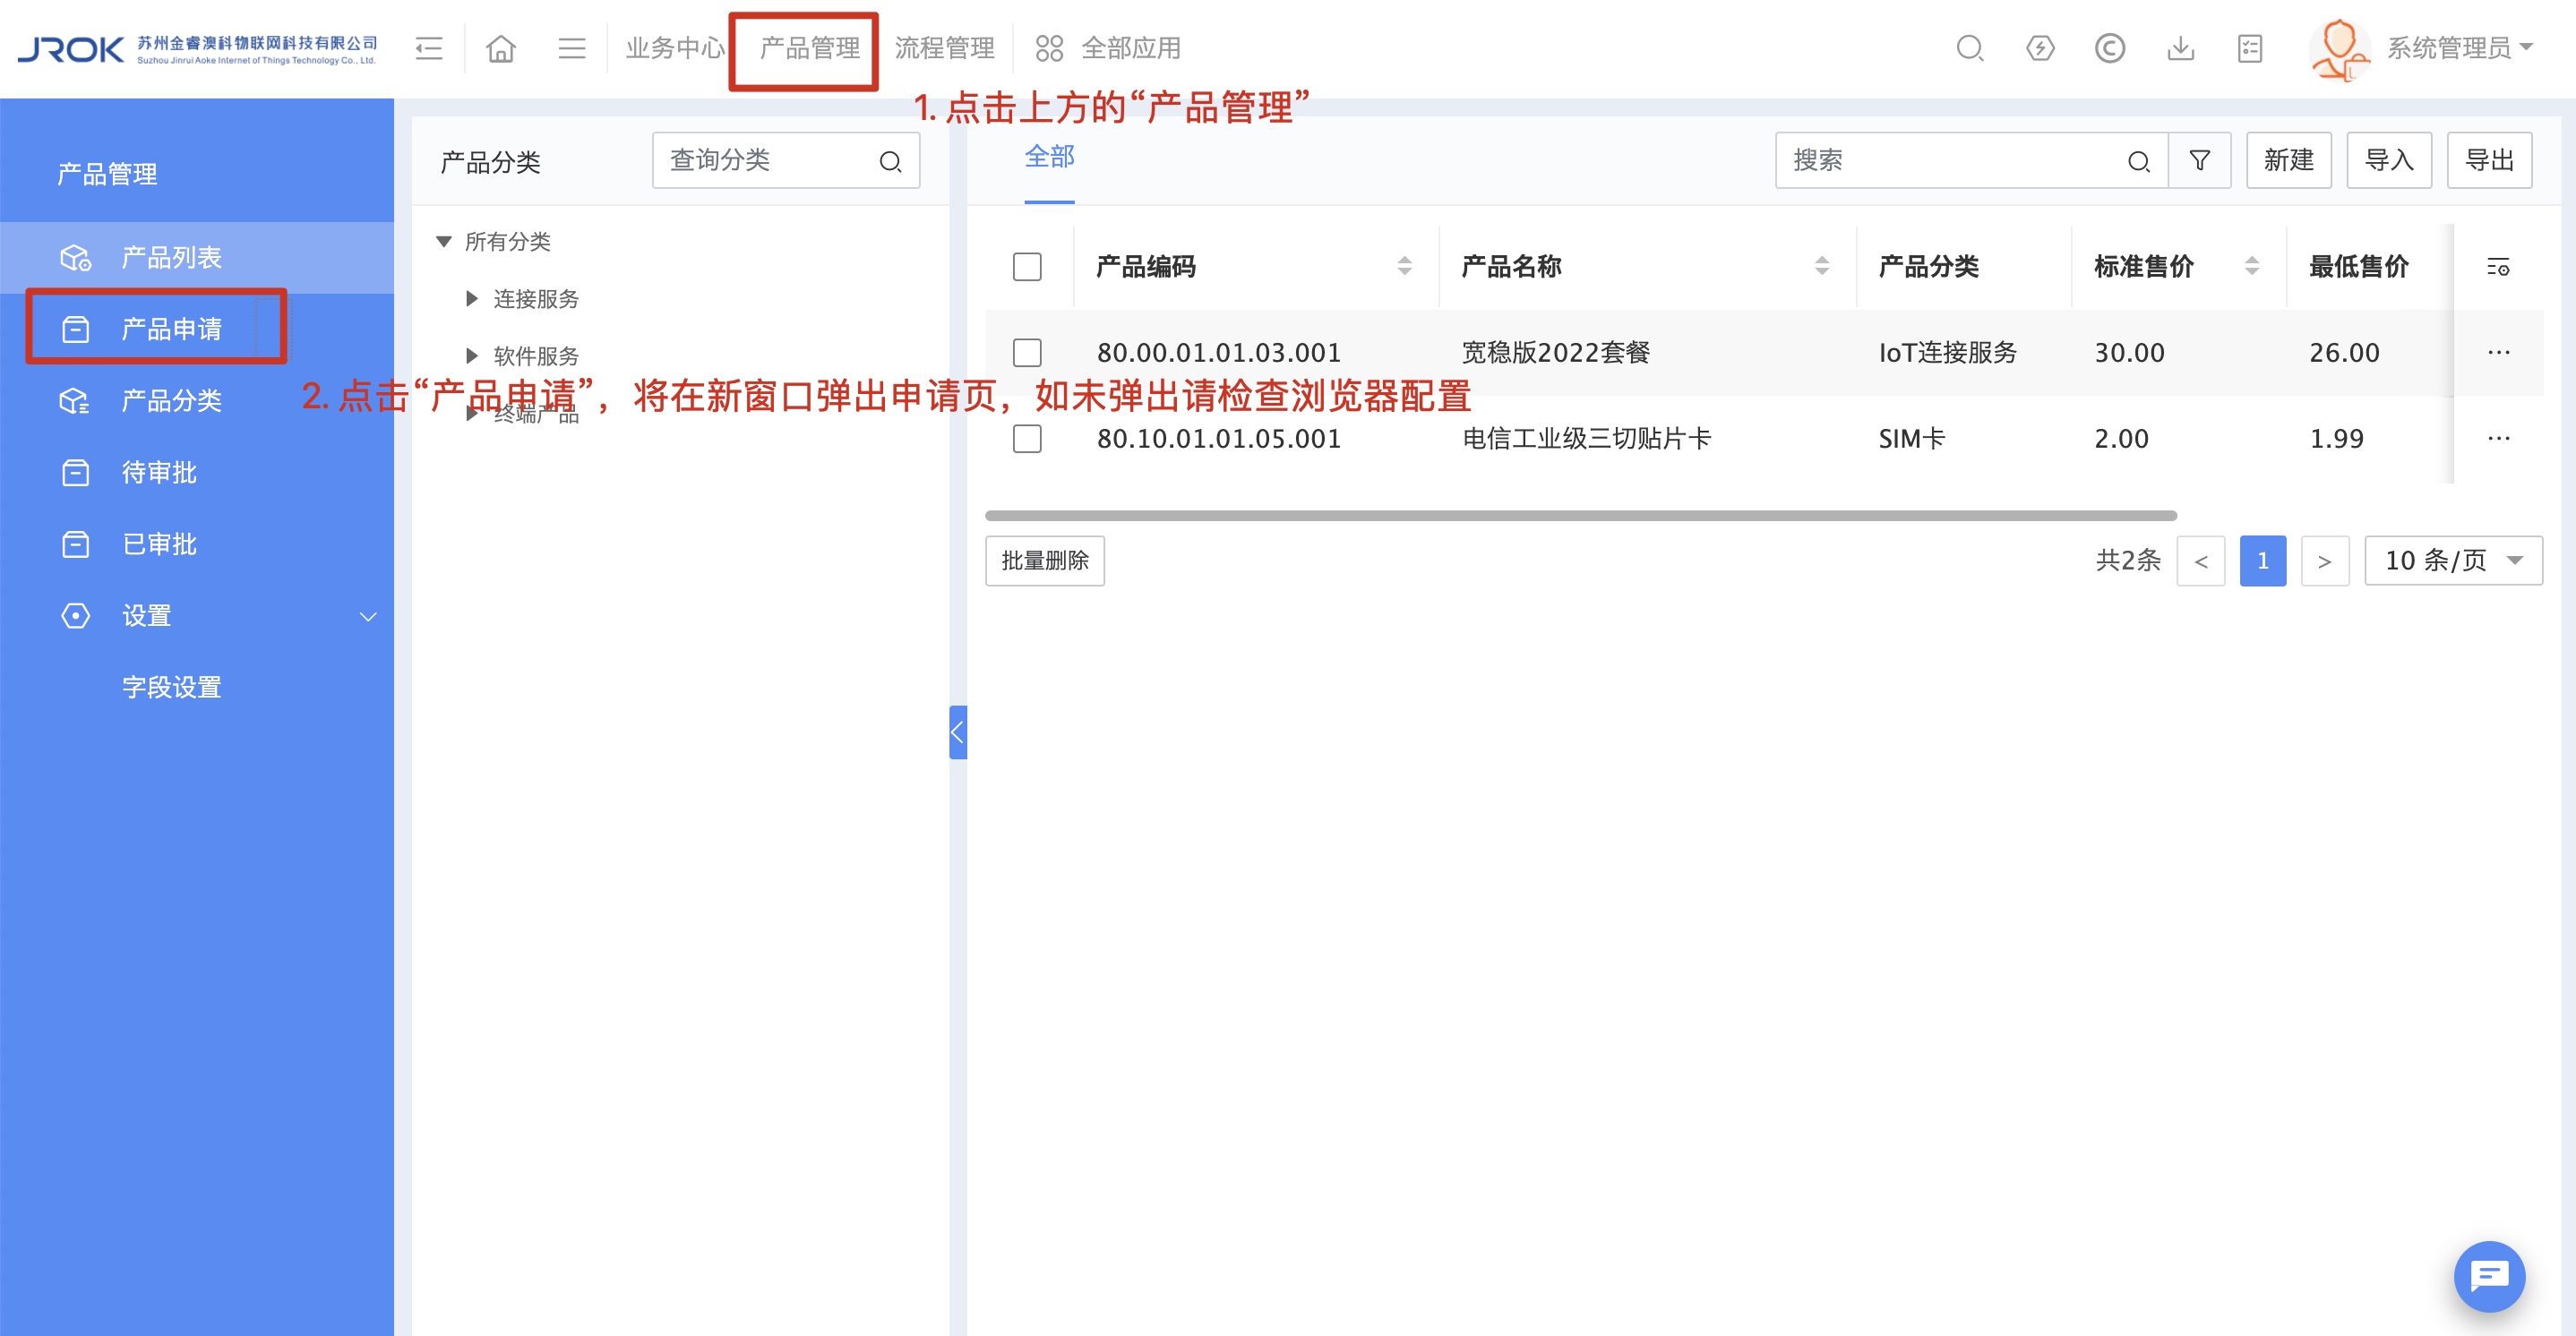 JROK 苏州金睿澳科物联网科技有限公司
Suzhou Jinrui Aoke Internet of Things Technology Co., Ltd.
业务中心 产品管理 流程管理 全部应用 系统管理员
1. 点击上方的“产品管理”
产品管理
产品列表
产品申请
产品分类
待审批
已审批
设置
字段设置
产品分类 查询分类
所有分类
连接服务
软件服务
终端产品
2. 点击“产品申请”，将在新窗口弹出申请页，如未弹出请检查浏览器配置
全部 搜索 新建 导入 导出
产品编码 产品名称 产品分类 标准售价 最低售价
80.00.01.01.03.001 宽稳版2022套餐 IoT连接服务 30.00 26.00 ···
80.10.01.01.05.001 电信工业级三切贴片卡 SIM卡 2.00 1.99 ···
批量删除 共2条 < 1 > 10 条/页